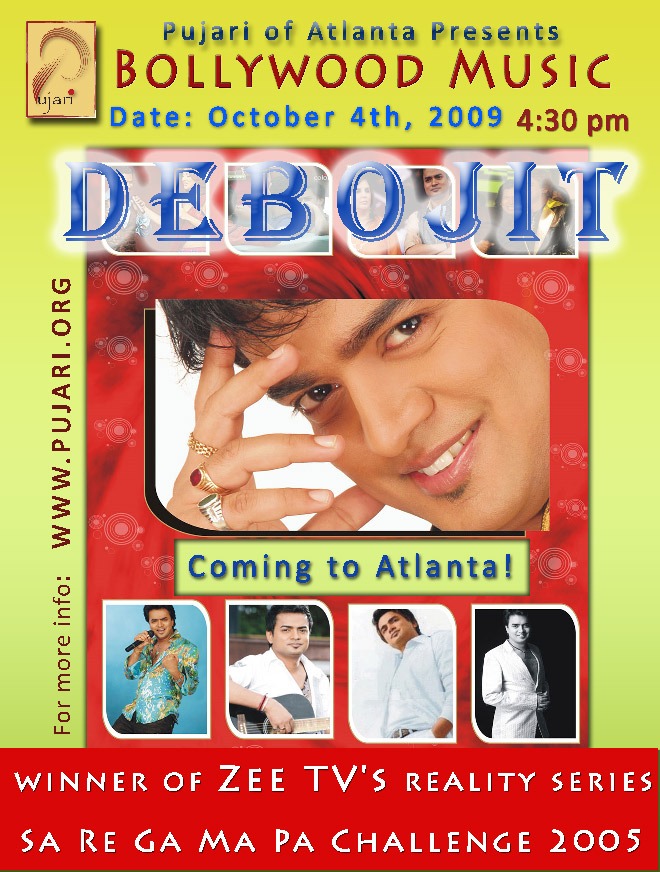 Pujari of Atlanta Presents
BOLLYWOOD MUSIC
Date: October 4th, 2009 4:30 pm
Pujari
DEBOJIT
For more info: WWW.PUJARI.ORG
Coming to Atlanta!
WINNER OF ZEE TV'S REALITY SERIES
SA RE GA MA PA CHALLENGE 2005